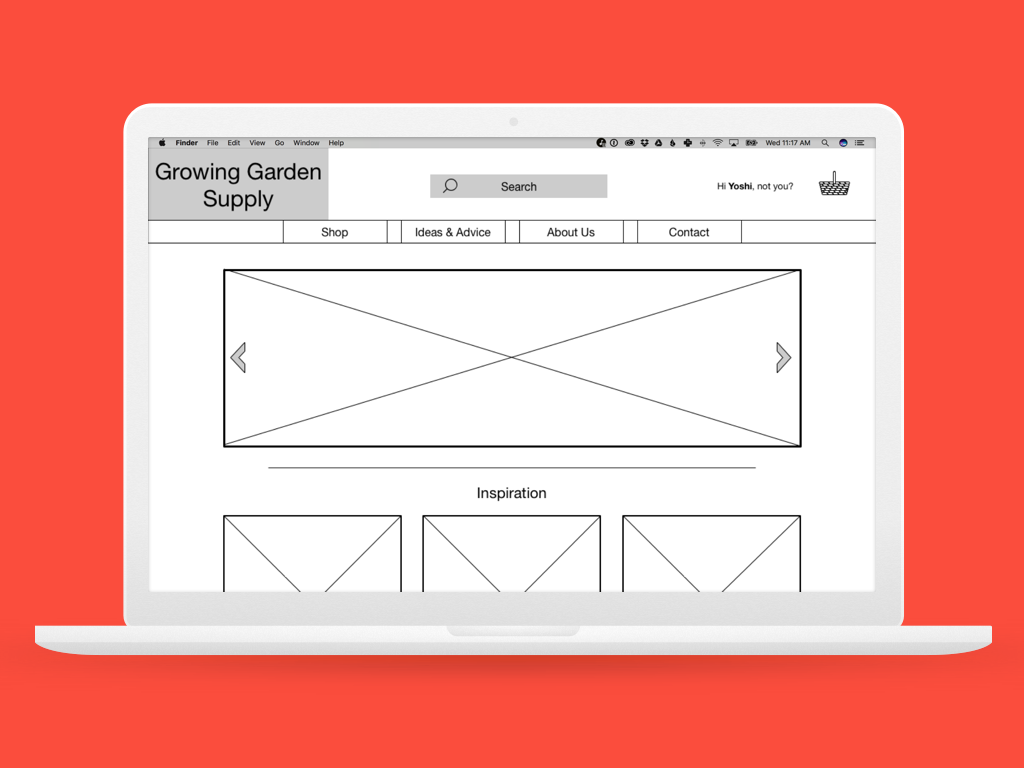 Finder File Edit View Go Window Help Wed 11:17 AM
Growing Garden
Supply
Search
Hi Yoshi, not you?
Shop Ideas & Advice About Us Contact
Inspiration